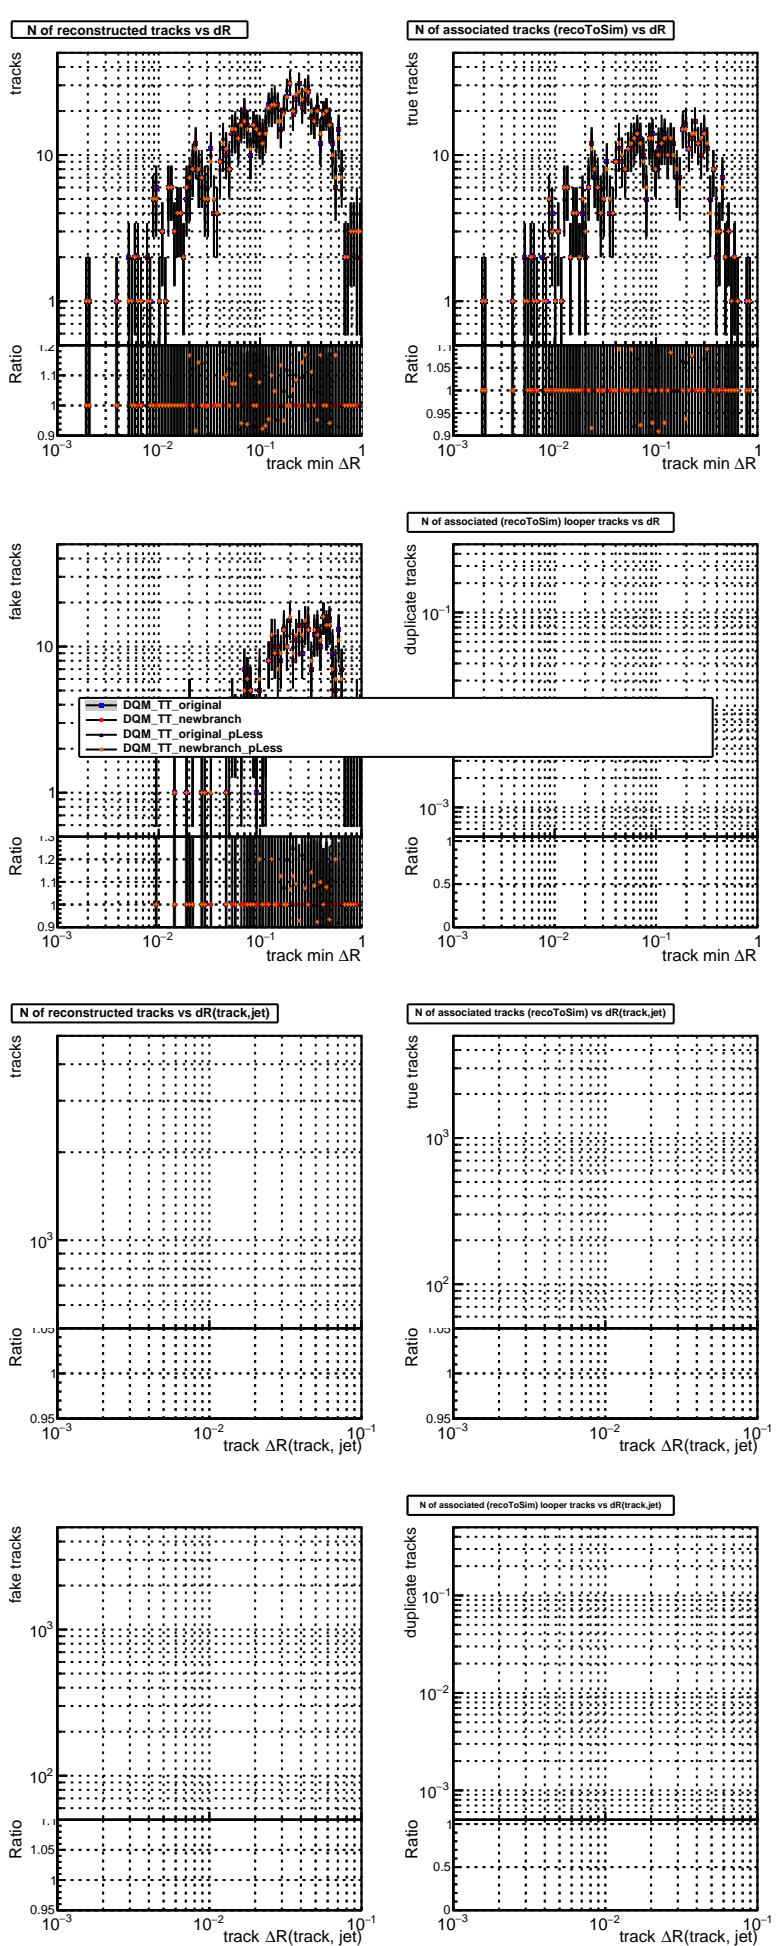 N of reconstructed tracks vs dR
tracks
10
1
Ratio
1.2
1.1
1
0.9
10−3 10−2 10−1 1
track min ΔR
N of associated tracks (recoToSim) vs dR
true tracks
10
1
Ratio
1.1
1.05
1
0.95
0.9
10−3 10−2 10−1 1
track min ΔR
fake tracks
10
1
Ratio
1.3
1.2
1.1
1
0.9
10−3 10−2 10−1 1
track min ΔR
N of associated (recoToSim) looper tracks vs dR
duplicate tracks
10−1
10−3
Ratio
1
0.5
0
10−3 10−2 10−1 1
track min ΔR
DQM_TT_original
DQM_TT_newbranch
DQM_TT_original_pLess
DQM_TT_newbranch_pLess
N of reconstructed tracks vs dR(track,jet)
tracks
103
Ratio
1.05
1
0.95
10−3 10−2 10−1
track ΔR(track, jet)
N of associated tracks (recoToSim) vs dR(track,jet)
true tracks
103
102
Ratio
1.05
1
0.95
10−3 10−2 10−1
track ΔR(track, jet)
fake tracks
103
102
Ratio
1.1
1.05
1
0.95
10−3 10−2 10−1
track ΔR(track, jet)
N of associated (recoToSim) looper tracks vs dR(track,jet)
duplicate tracks
10−1
10−2
10−3
Ratio
1
0.5
0
10−3 10−2 10−1
track ΔR(track, jet)